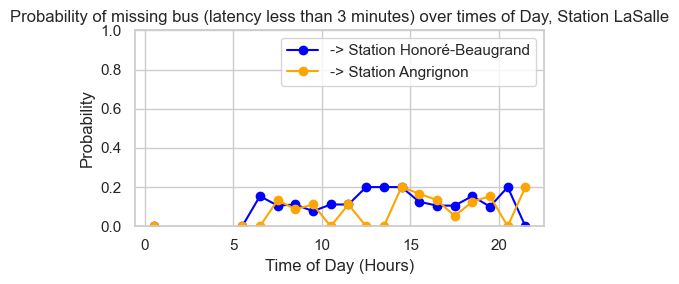 Probability of missing bus (latency less than 3 minutes) over times of Day, Station LaSalle
1.0
0.8
0.6
0.4
0.2
0.0
Probability
-> Station Honoré-Beaugrand
-> Station Angrignon
0 5 10 15 20
Time of Day (Hours)